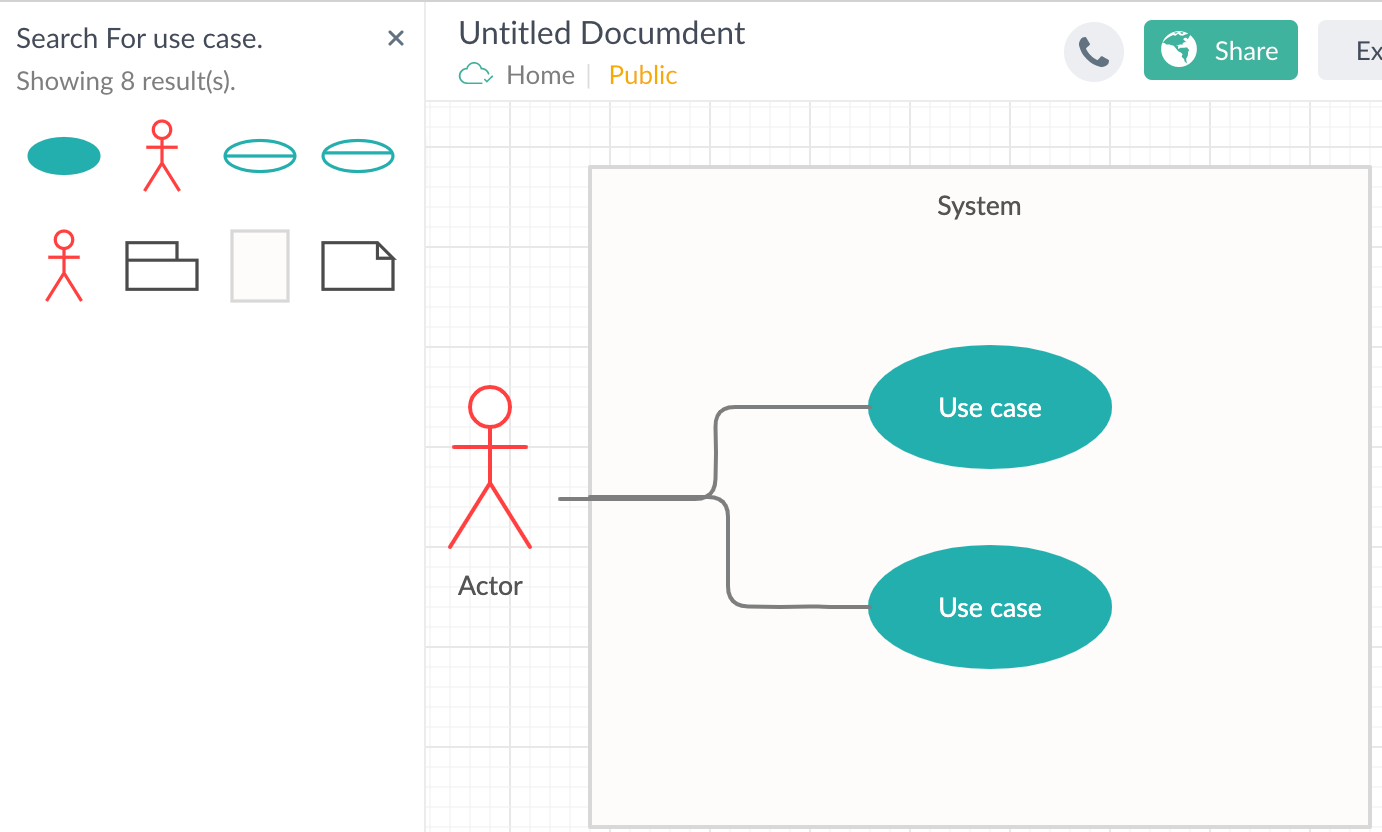 Search For use case.
Showing 8 result(s).
Untitled Documdent
Home
Public
Share
Ex
System
Use case
Actor
Use case